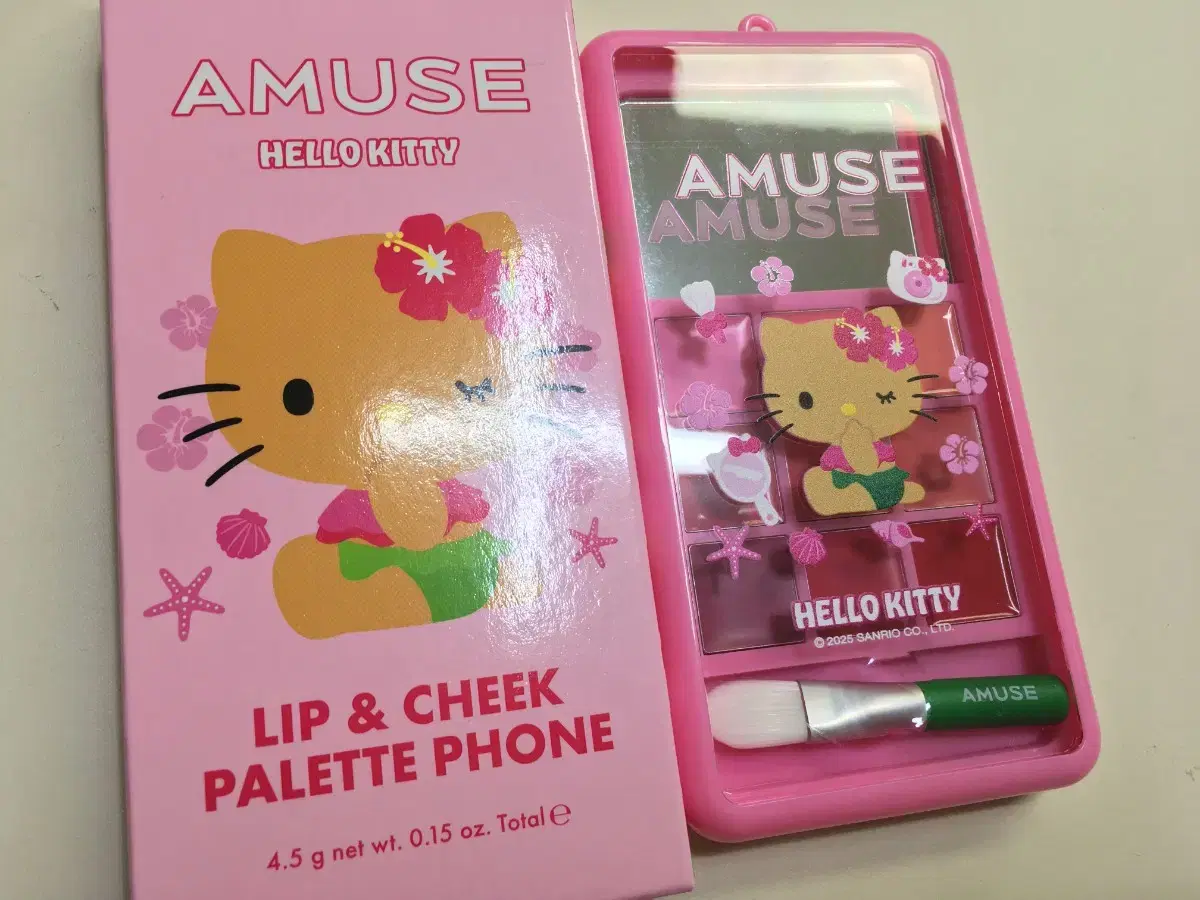 AMUSE
HELLO KITTY
LIP & CHEEK
PALETTE PHONE
4.5 g net wt. 0.15 oz. Total ℮
AMUSE
AMUSE
HELLO KITTY
© 2025 SANRIO CO., LTD.
AMUSE